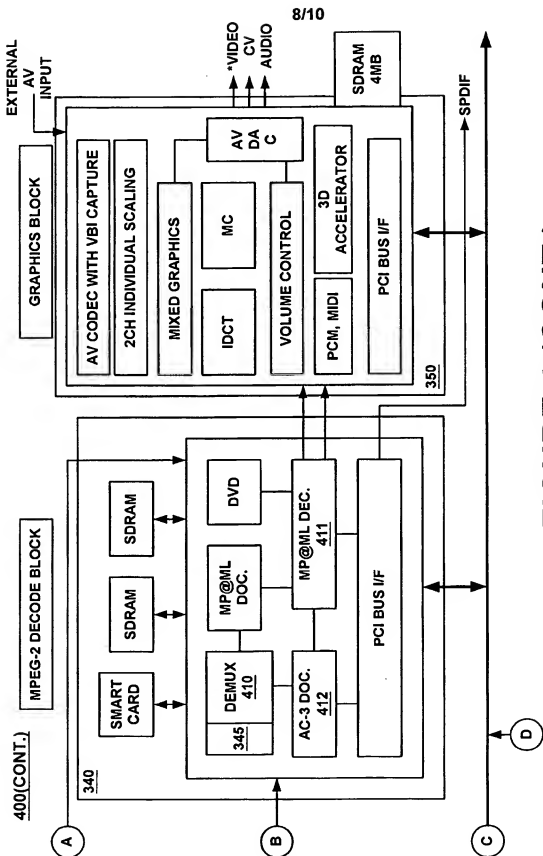 8/10
400(CONT.)
MPEG-2 DECODE BLOCK
GRAPHICS BLOCK
EXTERNAL
AV
INPUT
A
B
C
D
340
SMART
CARD
SDRAM
SDRAM
DEMUX
410
345
MP@ML
DOC.
DVD
AC-3 DOC.
412
MP@ML DEC.
411
PCI BUS I/F
AV CODEC WITH VBI CAPTURE
2CH INDIVIDUAL SCALING
MIXED GRAPHICS
IDCT
MC
AV
DA
C
VOLUME CONTROL
PCM, MIDI
3D
ACCELERATOR
PCI BUS I/F
350
*VIDEO
CV
AUDIO
SDRAM
4MB
SPDIF